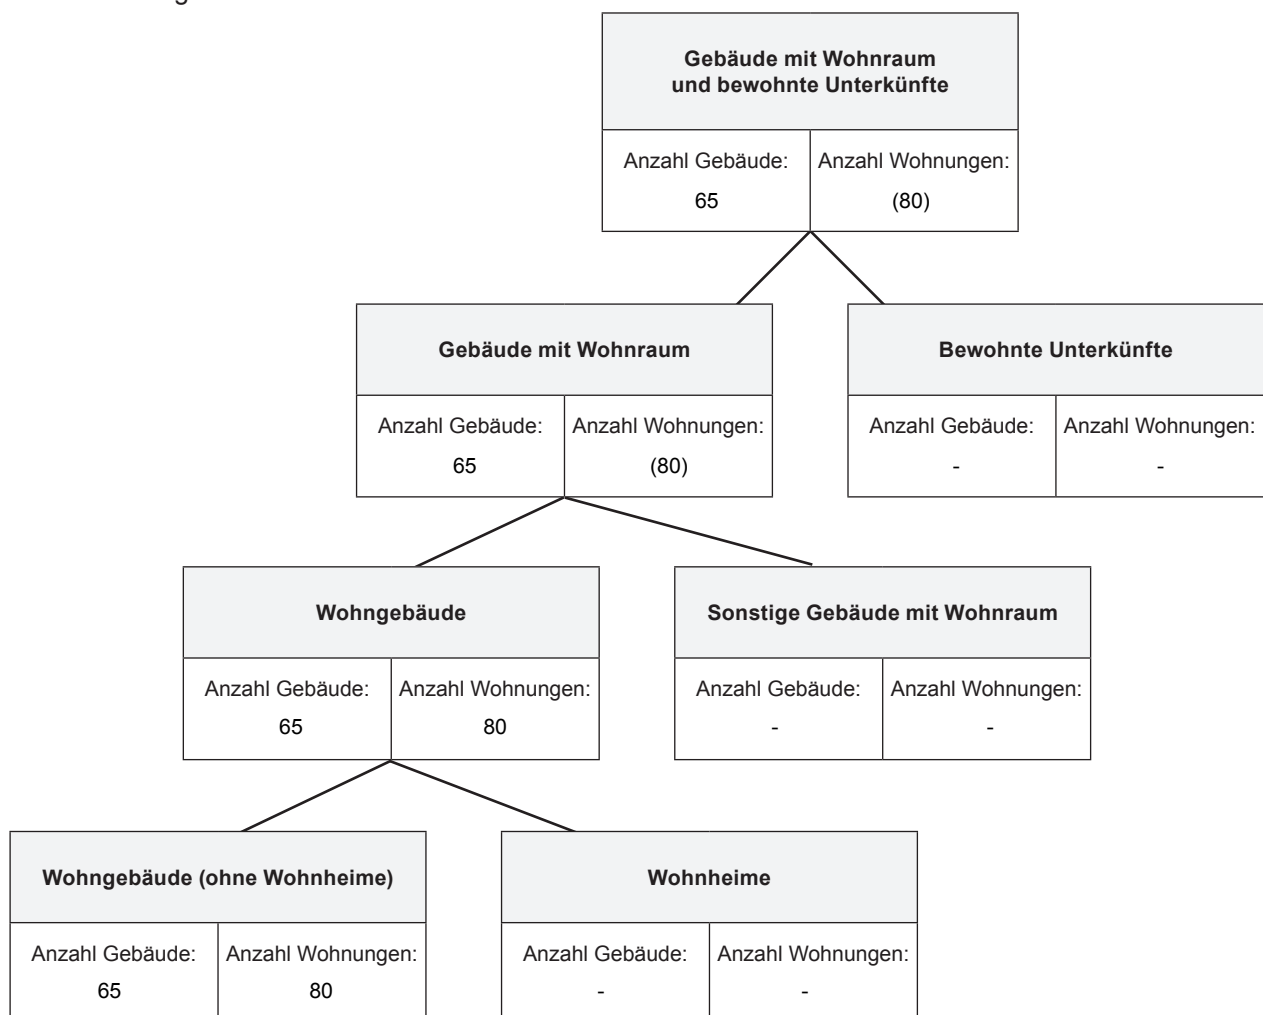 Gebäude mit Wohnraum
und bewohnte Unterkünfte
Anzahl Gebäude: Anzahl Wohnungen:
65 (80)
Gebäude mit Wohnraum
Anzahl Gebäude: Anzahl Wohnungen:
65 (80)
Bewohnte Unterkünfte
Anzahl Gebäude: Anzahl Wohnungen:
- -
Wohngebäude
Anzahl Gebäude: Anzahl Wohnungen:
65 80
Sonstige Gebäude mit Wohnraum
Anzahl Gebäude: Anzahl Wohnungen:
- -
Wohngebäude (ohne Wohnheime)
Anzahl Gebäude: Anzahl Wohnungen:
65 80
Wohnheime
Anzahl Gebäude: Anzahl Wohnungen:
- -